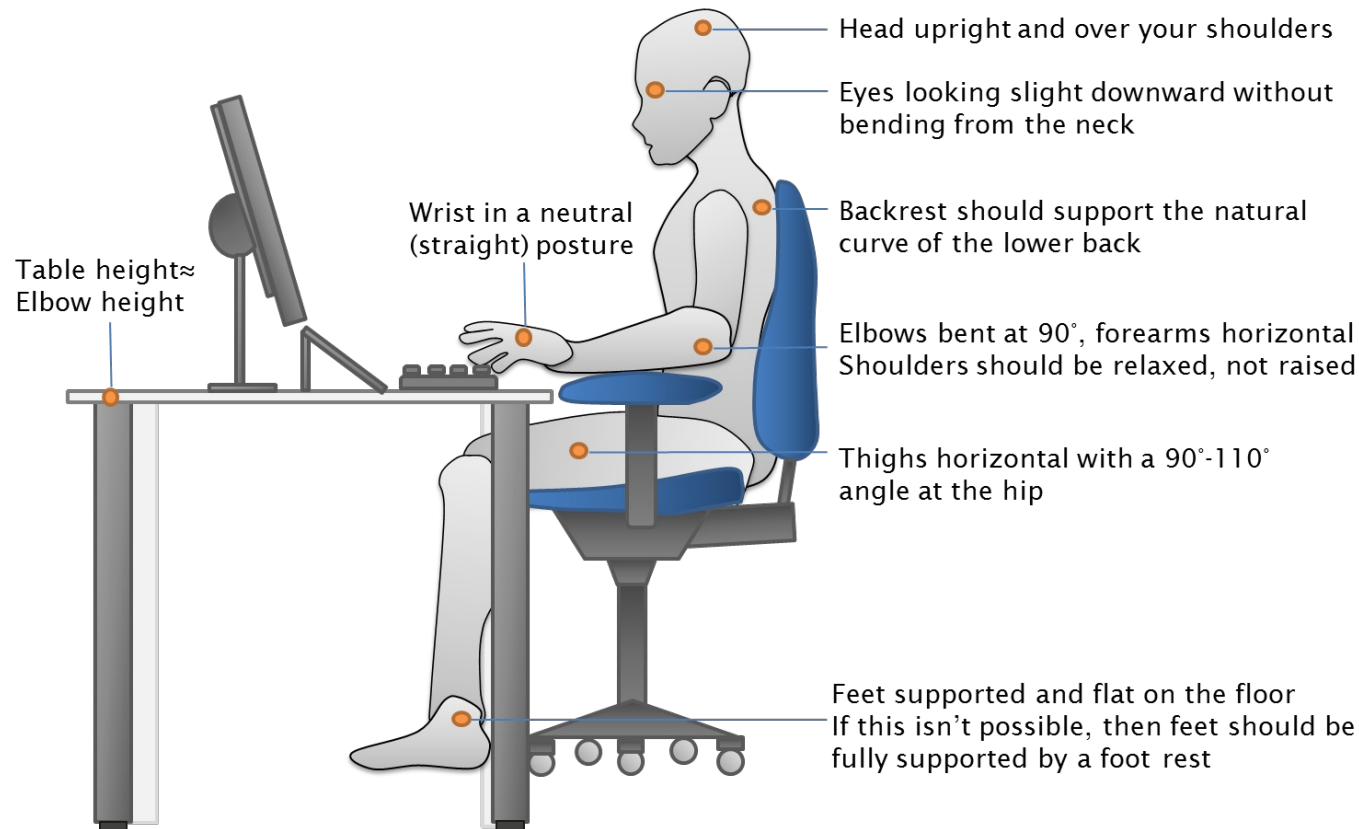 Head upright and over your shoulders
Eyes looking slight downward without
bending from the neck
Backrest should support the natural
curve of the lower back
Wrist in a neutral
(straight) posture
Table height≈
Elbow height
Elbows bent at 90˚, forearms horizontal
Shoulders should be relaxed, not raised
Thighs horizontal with a 90˚-110˚
angle at the hip
Feet supported and flat on the floor
If this isn’t possible, then feet should be
fully supported by a foot rest